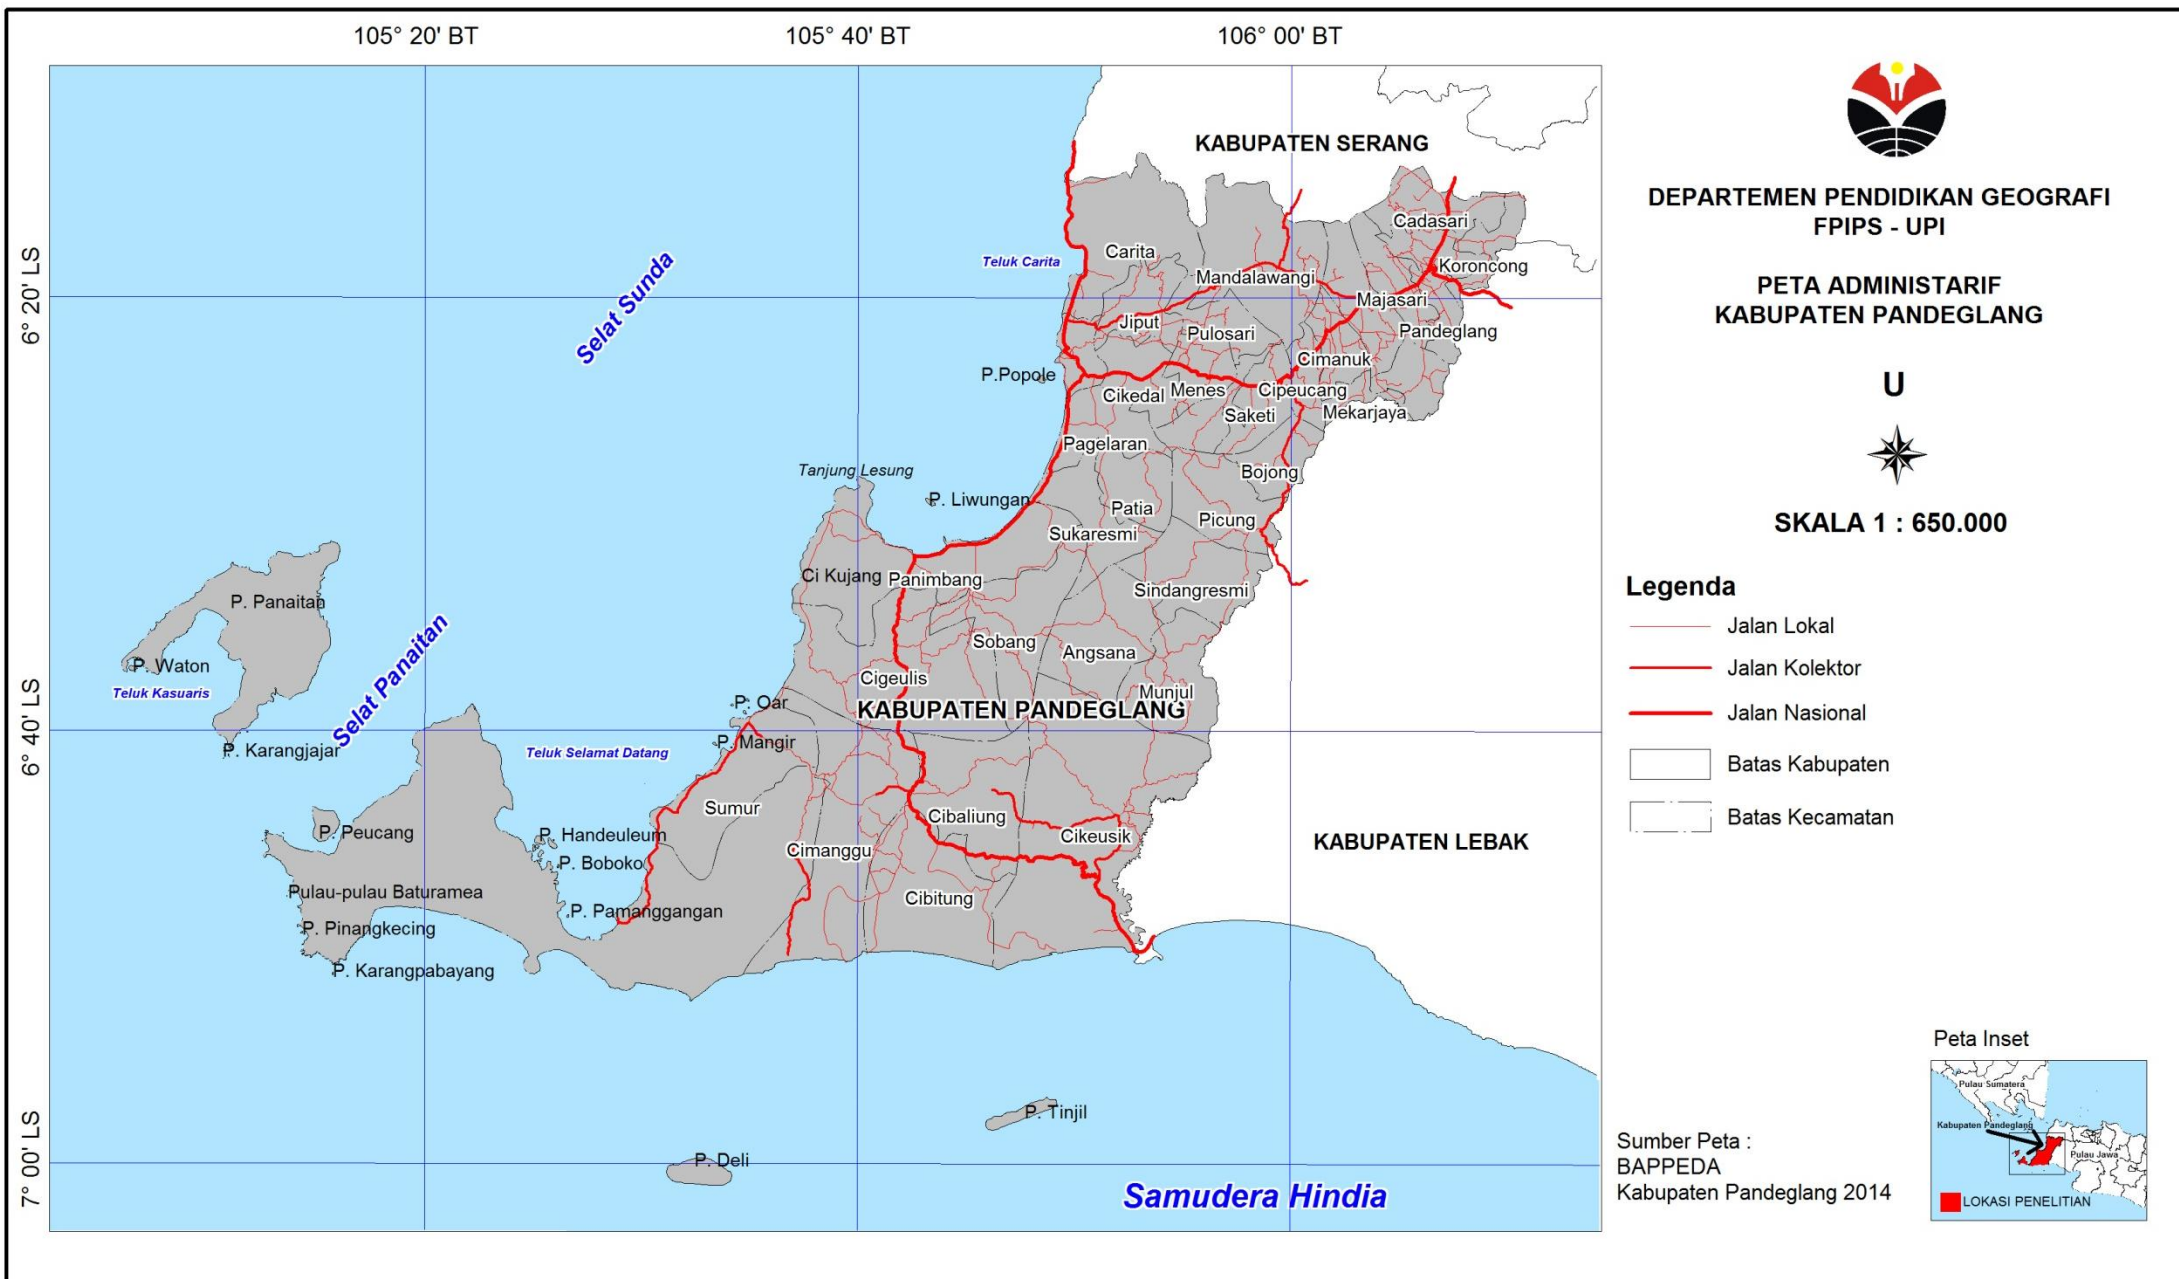 105° 20' BT
105° 40' BT
106° 00' BT
6° 20' LS
6° 40' LS
7° 00' LS
KABUPATEN SERANG
Cadasari
Carita
Teluk Carita
Koroncong
Mandalawangi
Selat Sunda
Majasari
Jiput
Pulosari
Pandeglang
Cimanuk
P.Popole
Cikedal
Menes
Cipeucang
Saketi
Mekarjaya
Pagelaran
Tanjung Lesung
Bojong
P. Liwungan
Patia
Picung
Sukaresmi
Ci Kujang
Panimbang
Sindangresmi
P. Panaitan
Sobang
Angsana
P. Waton
Selat Panaitan
Teluk Kasuaris
Cigeulis
Munjul
P. Oar
KABUPATEN PANDEGLANG
P. Mangir
P. Karangjajar
Teluk Selamat Datang
Sumur
Cibaliung
P. Peucang
P. Handeuleum
Cikeusik
KABUPATEN LEBAK
Cimanggu
P. Boboko
Pulau-pulau Baturamea
Cibitung
P. Pamanggangan
P. Pinangkecing
P. Karangpabayang
P. Tinjil
P. Deli
Samudera Hindia
DEPARTEMEN PENDIDIKAN GEOGRAFI
FPIPS - UPI
PETA ADMINISTARIF
KABUPATEN PANDEGLANG
U
SKALA 1 : 650.000
Legenda
Jalan Lokal
Jalan Kolektor
Jalan Nasional
Batas Kabupaten
Batas Kecamatan
Peta Inset
Pulau Sumatera
Kabupaten Pandeglang
Pulau Jawa
LOKASI PENELITIAN
Sumber Peta :
BAPPEDA
Kabupaten Pandeglang 2014